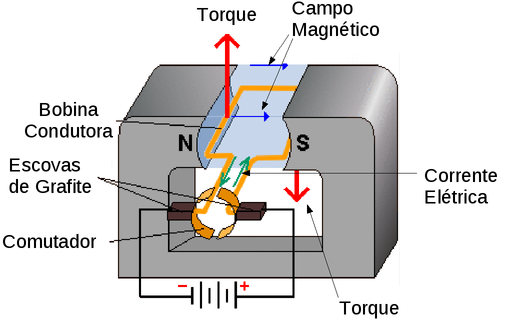 Torque
Campo
Magnético
Bobina
Condutora
N
S
Escovas
de Grafite
Corrente
Elétrica
Comutador
- +
Torque